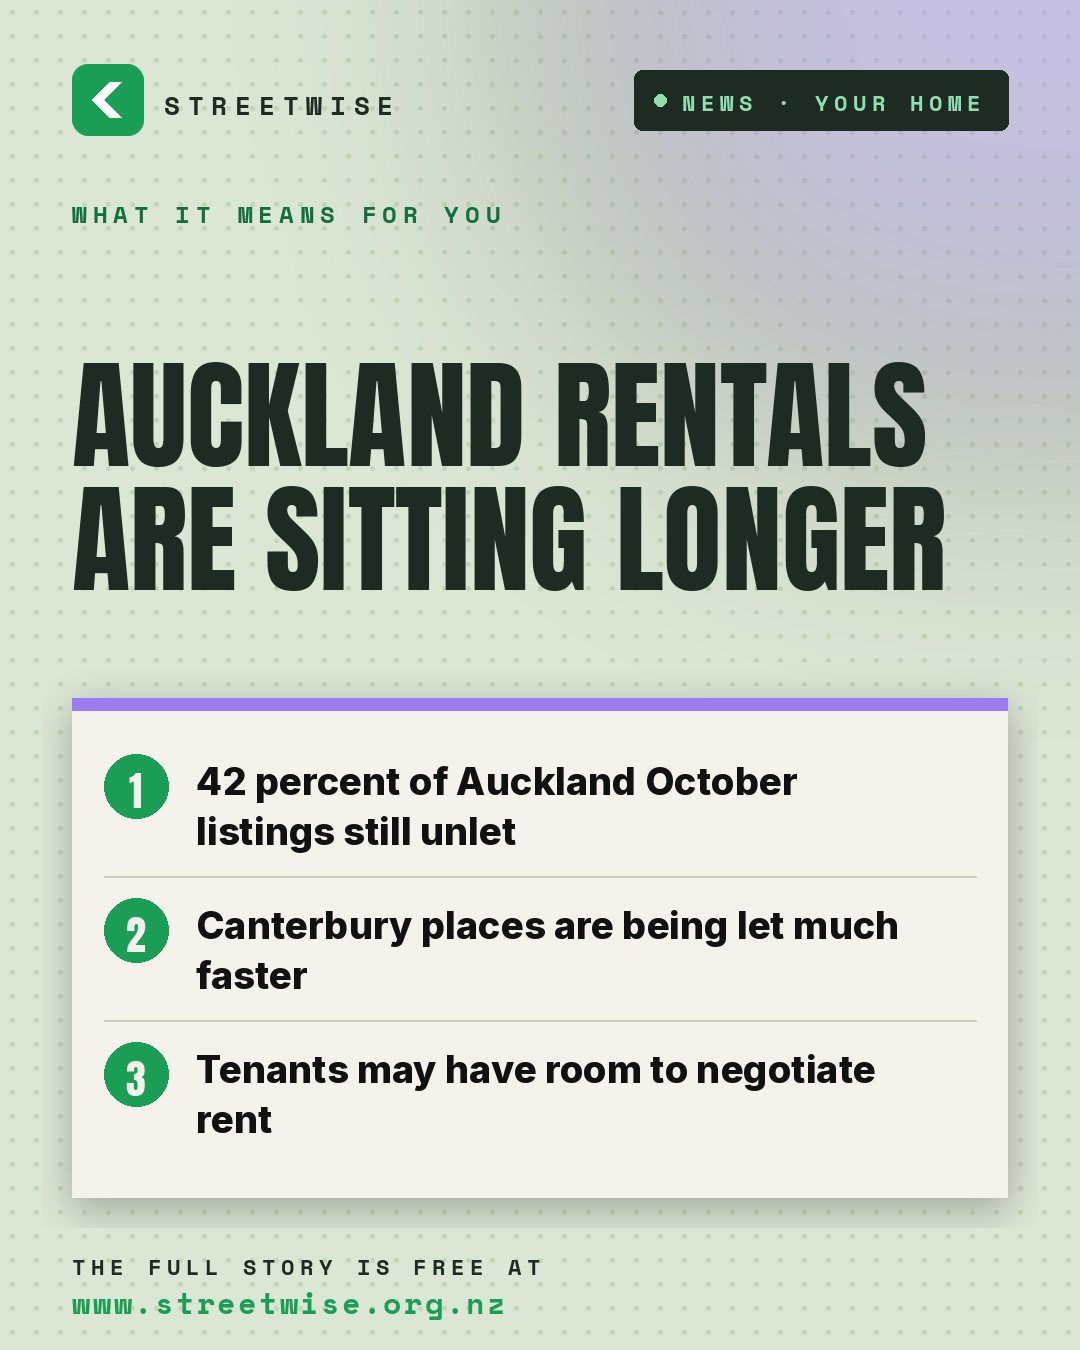 STREETWISE
NEWS · YOUR HOME
WHAT IT MEANS FOR YOU
AUCKLAND RENTALS
ARE SITTING LONGER
1 42 percent of Auckland October
listings still unlet
2 Canterbury places are being let much
faster
3 Tenants may have room to negotiate
rent
THE FULL STORY IS FREE AT
www.streetwise.org.nz